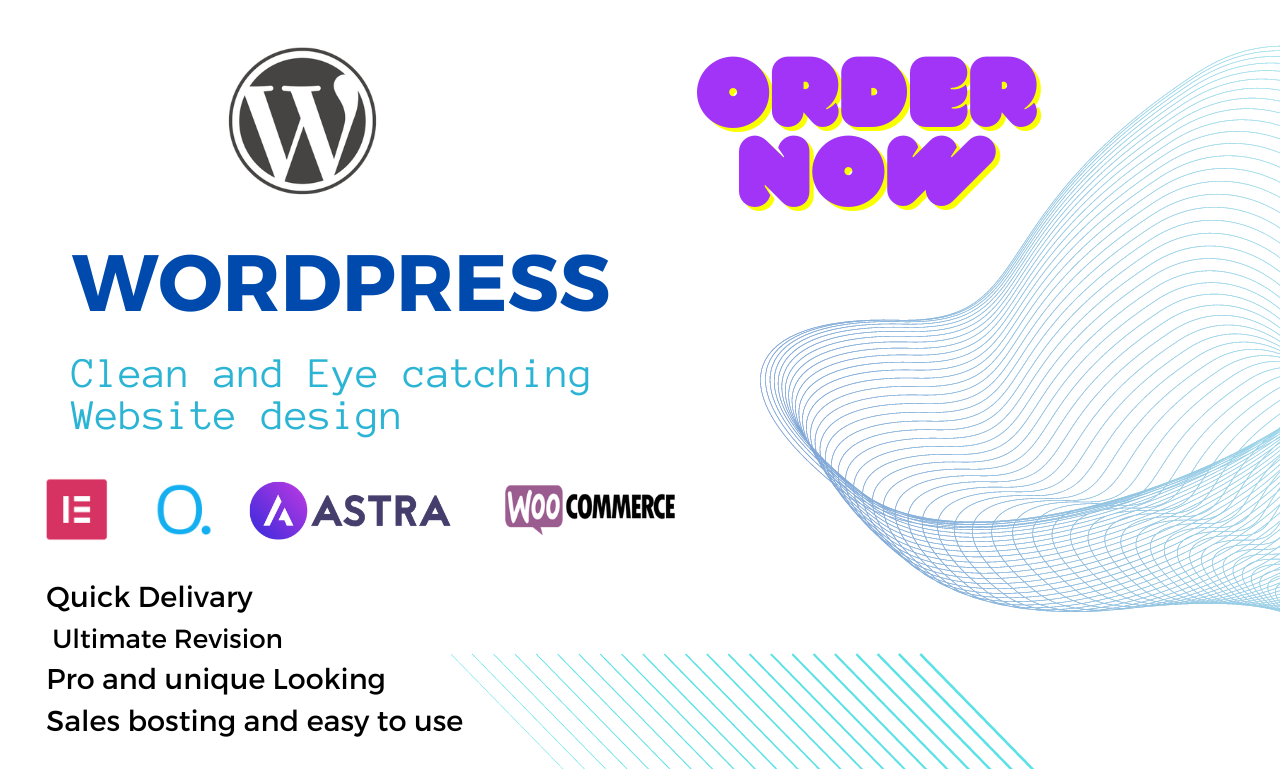 ORDER
NOW
WORDPRESS
Clean and Eye catching
Website design
O.
ASTRA
WOO COMMERCE
Quick Delivary
Ultimate Revision
Pro and unique Looking
Sales bosting and easy to use